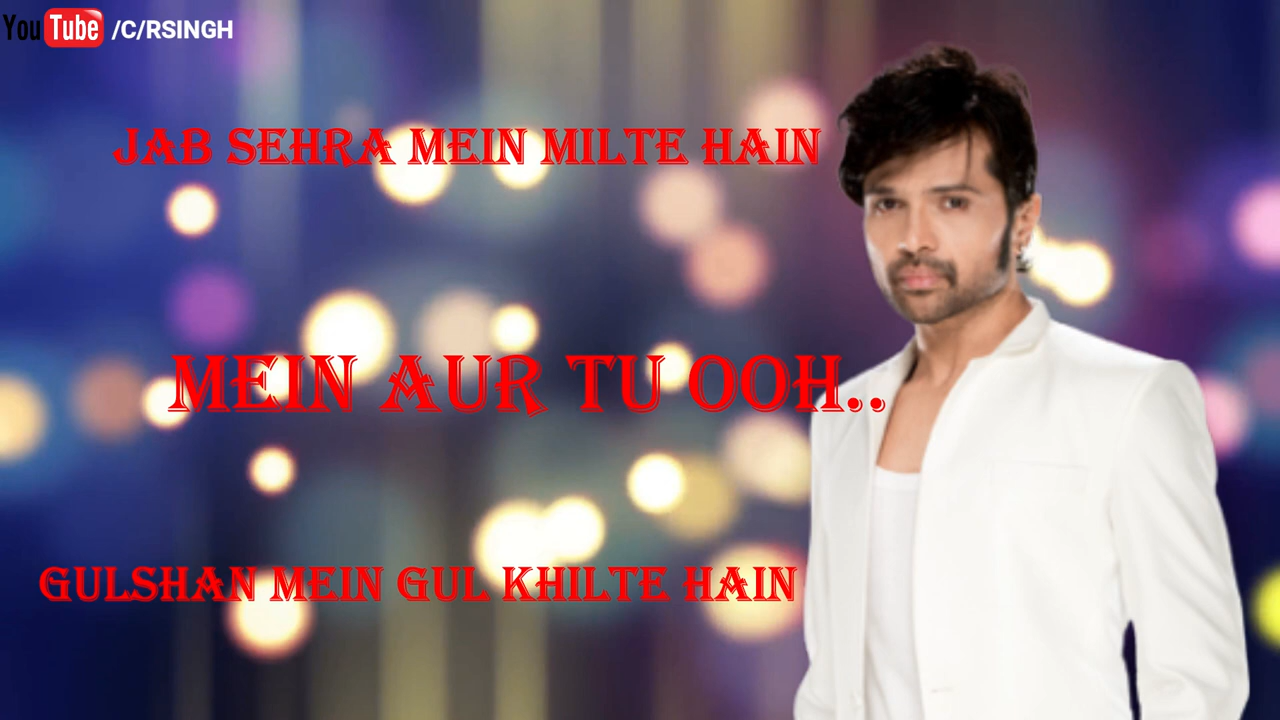 YouTube /C/RSINGH
JAB SEHRA MEIN MILTE HAIN
MEIN AUR TU OOH..
GULSHAN MEIN GUL KHILTE HAIN